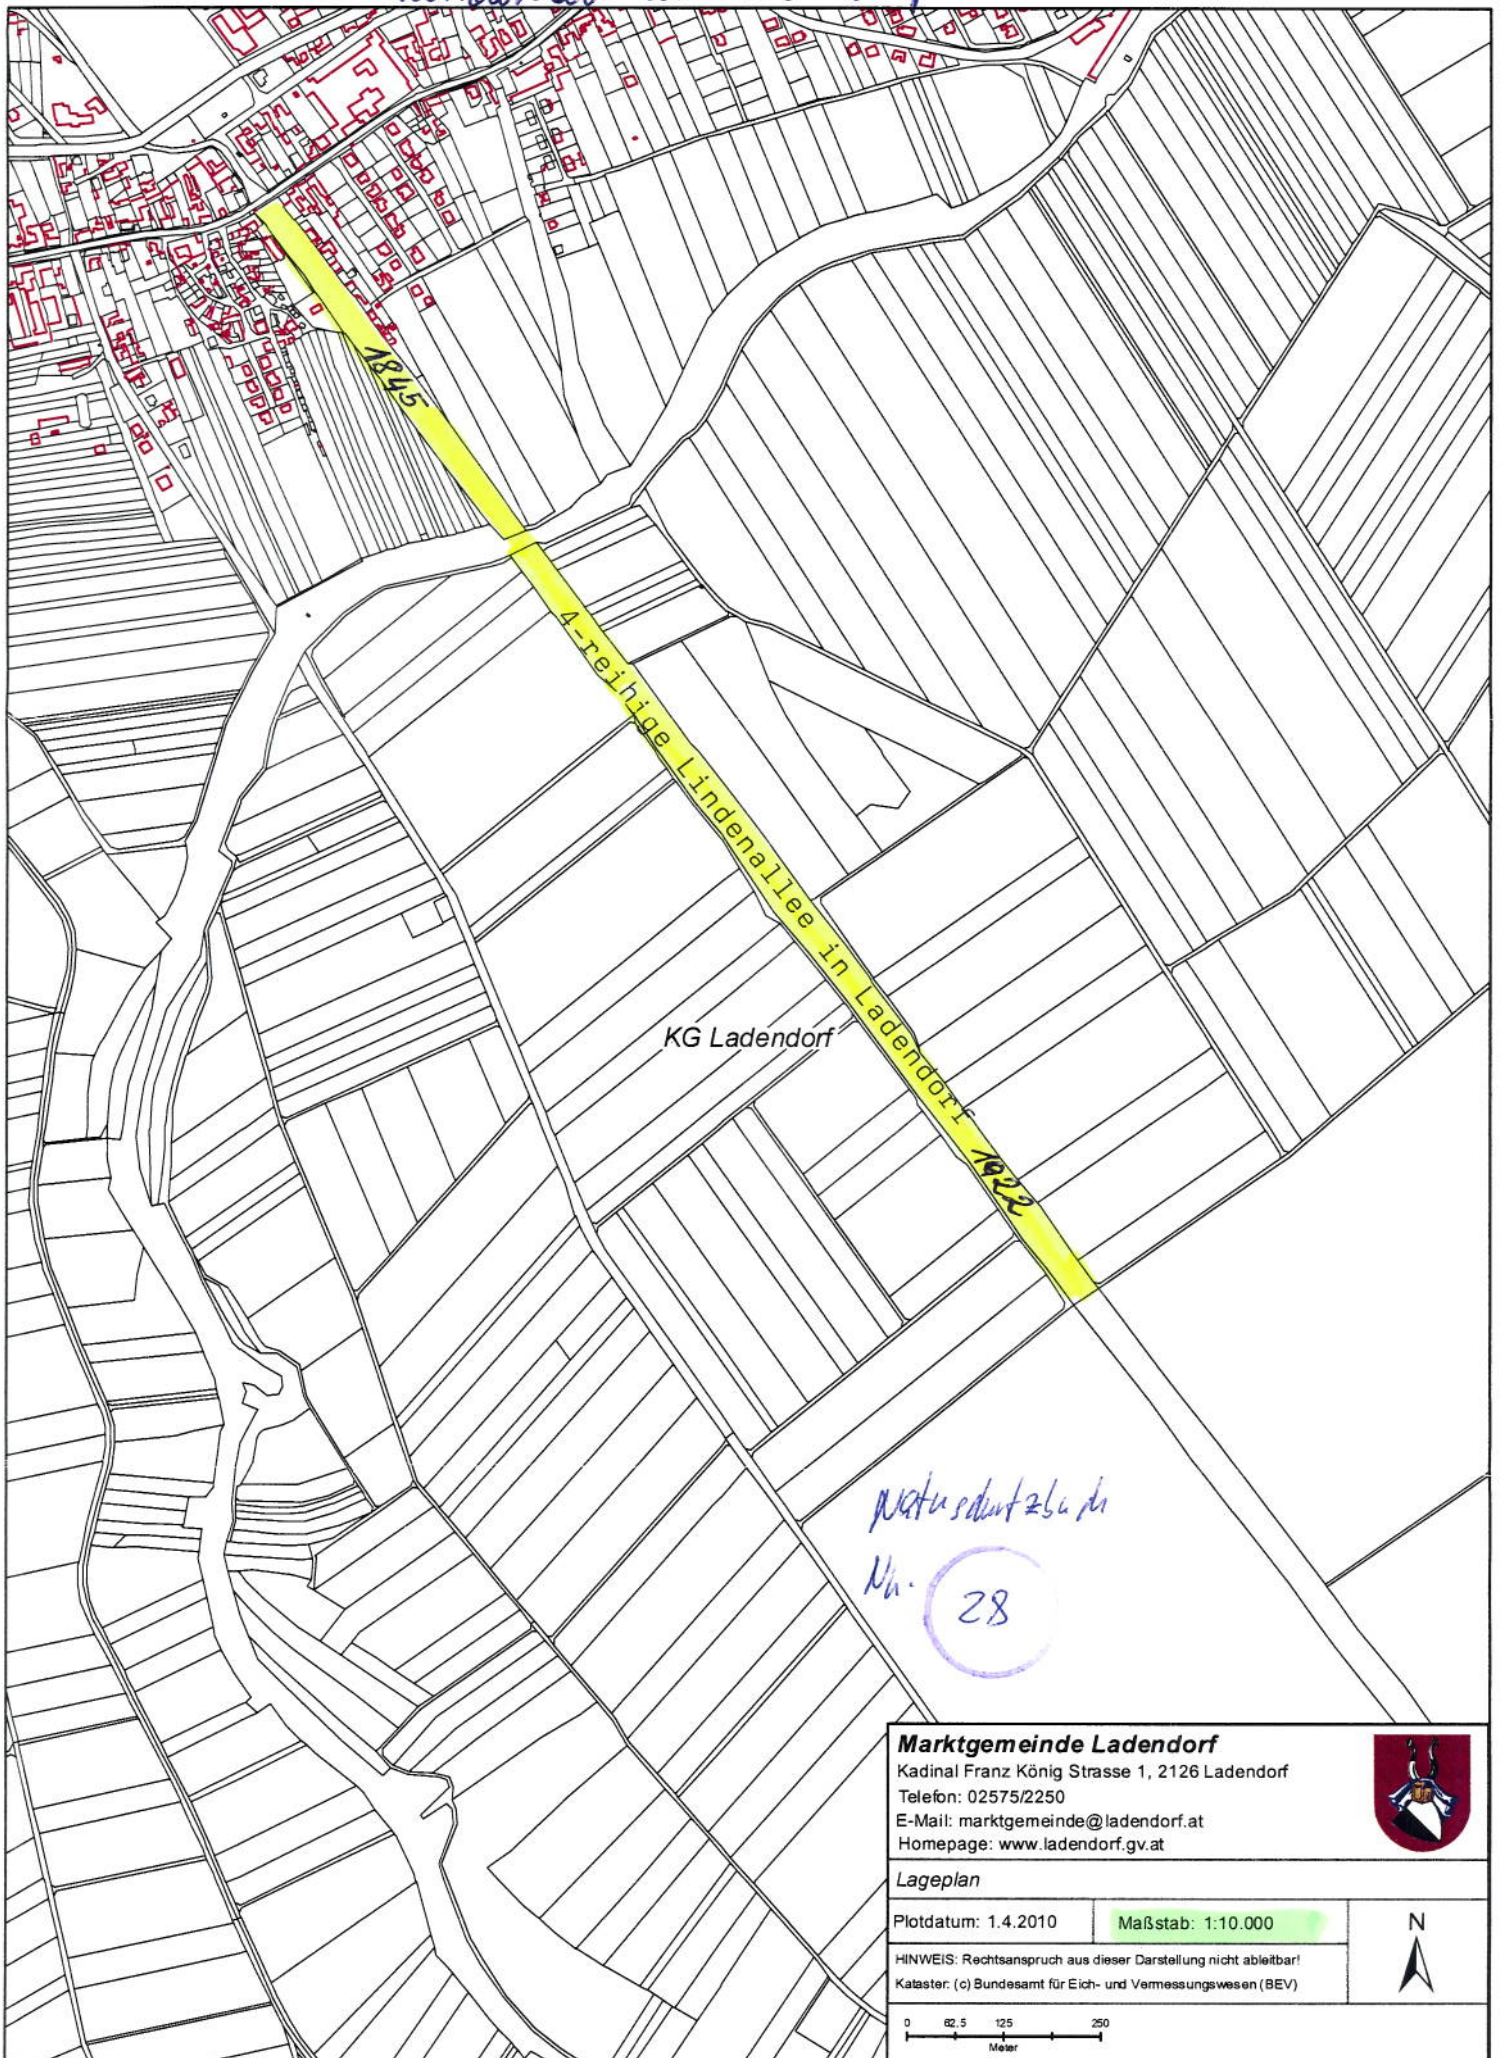 1845
4-reihige Lindenallee in Ladendorf
1922
KG Ladendorf
Naturschutzbuch
Nr. 28
Marktgemeinde Ladendorf
Kadinal Franz König Strasse 1, 2126 Ladendorf
Telefon: 02575/2250
E-Mail: marktgemeinde@ladendorf.at
Homepage: www.ladendorf.gv.at
Lageplan
Plotdatum: 1.4.2010
Maßstab: 1:10.000
N
HINWEIS: Rechtsanspruch aus dieser Darstellung nicht ableitbar!
Kataster: (c) Bundesamt für Eich- und Vermessungswesen (BEV)
0 62.5 125 250
Meter